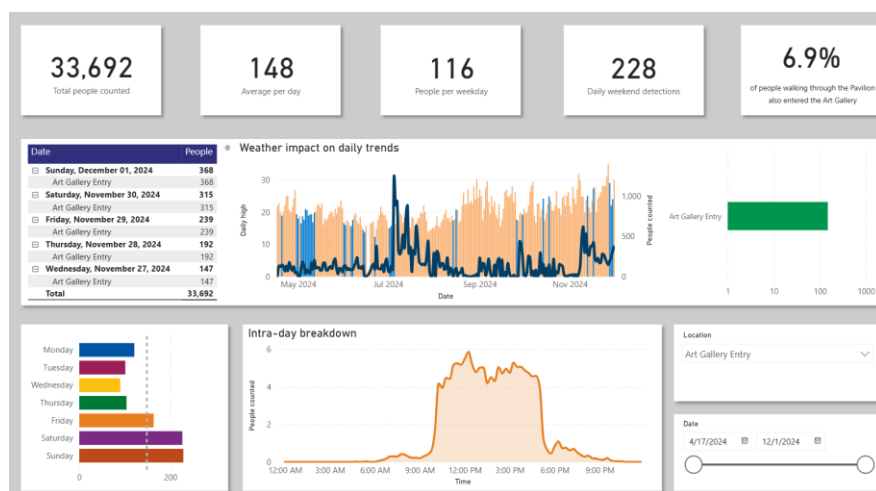 33,692
Total people counted
148
Average per day
116
People per weekday
228
Daily weekend detections
6.9%
of people walking through the Pavilion
also entered the Art Gallery
Date People
Sunday, December 01, 2024 368
Art Gallery Entry 368
Saturday, November 30, 2024 315
Art Gallery Entry 315
Friday, November 29, 2024 239
Art Gallery Entry 239
Thursday, November 28, 2024 192
Art Gallery Entry 192
Wednesday, November 27, 2024 147
Art Gallery Entry 147
Total 33,692
Weather impact on daily trends
Daily high
30
20
10
0
1,000
500
0
People counted
May 2024 Jul 2024 Sep 2024 Nov 2024
Date
Art Gallery Entry
1 10 100 1000
Monday
Tuesday
Wednesday
Thursday
Friday
Saturday
Sunday
0 200
Intra-day breakdown
People counted
6
4
2
0
12:00 AM 3:00 AM 6:00 AM 9:00 AM 12:00 PM 3:00 PM 6:00 PM 9:00 PM
Time
Location
Art Gallery Entry
Date
4/17/2024 12/1/2024